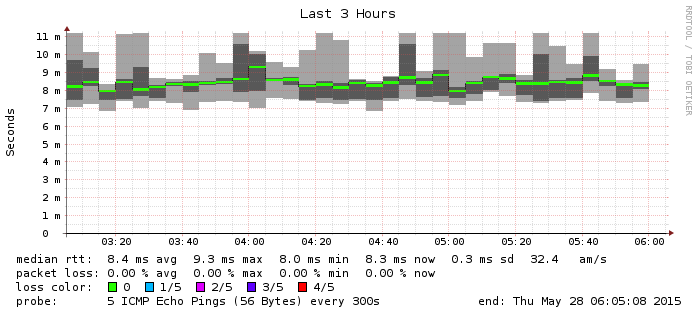 Last 3 Hours
RRDTOOL / TOBI OETIKER
Seconds
11 m
10 m
9 m
8 m
7 m
6 m
5 m
4 m
3 m
2 m
1 m
0
03:20 03:40 04:00 04:20 04:40 05:00 05:20 05:40 06:00
median rtt: 8.4 ms avg 9.3 ms max 8.0 ms min 8.3 ms now 0.3 ms sd 32.4 am/s
packet loss: 0.00 % avg 0.00 % max 0.00 % min 0.00 % now
loss color: 0 1/5 2/5 3/5 4/5
probe: 5 ICMP Echo Pings (56 Bytes) every 300s end: Thu May 28 06:05:08 2015